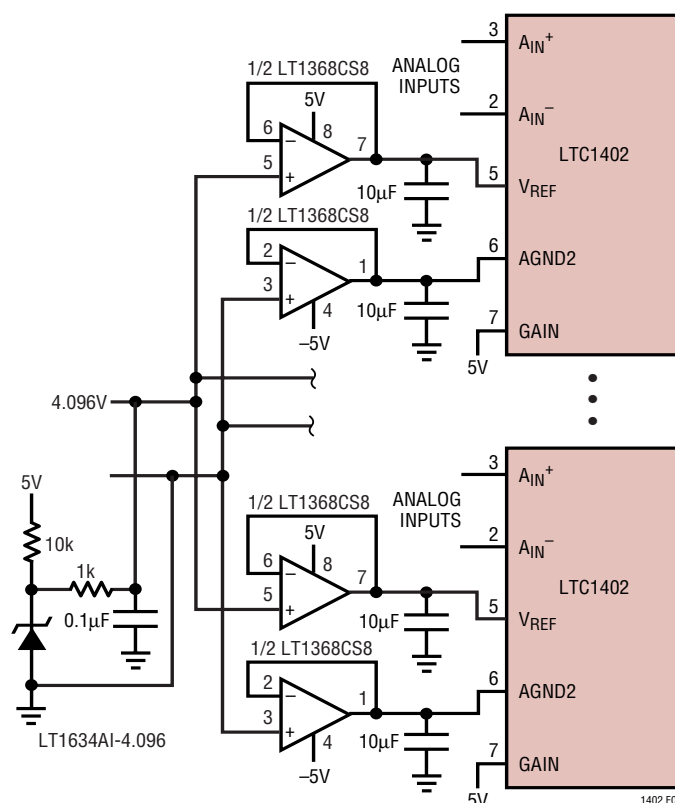 3
A_IN+
1/2 LT1368CS8
ANALOG
INPUTS
5V
2
A_IN−
6
−
8
7
LTC1402
5
+
5
V_REF
10µF
1/2 LT1368CS8
6
AGND2
2
−
1
3
+
10µF
4
7
GAIN
−5V
5V
4.096V
3
A_IN+
5V
1/2 LT1368CS8
ANALOG
INPUTS
5V
2
A_IN−
10k
6
−
8
1k
7
LTC1402
0.1µF
5
+
5
V_REF
10µF
1/2 LT1368CS8
6
AGND2
2
−
1
3
+
LT1634AI-4.096
10µF
4
7
GAIN
−5V
5V